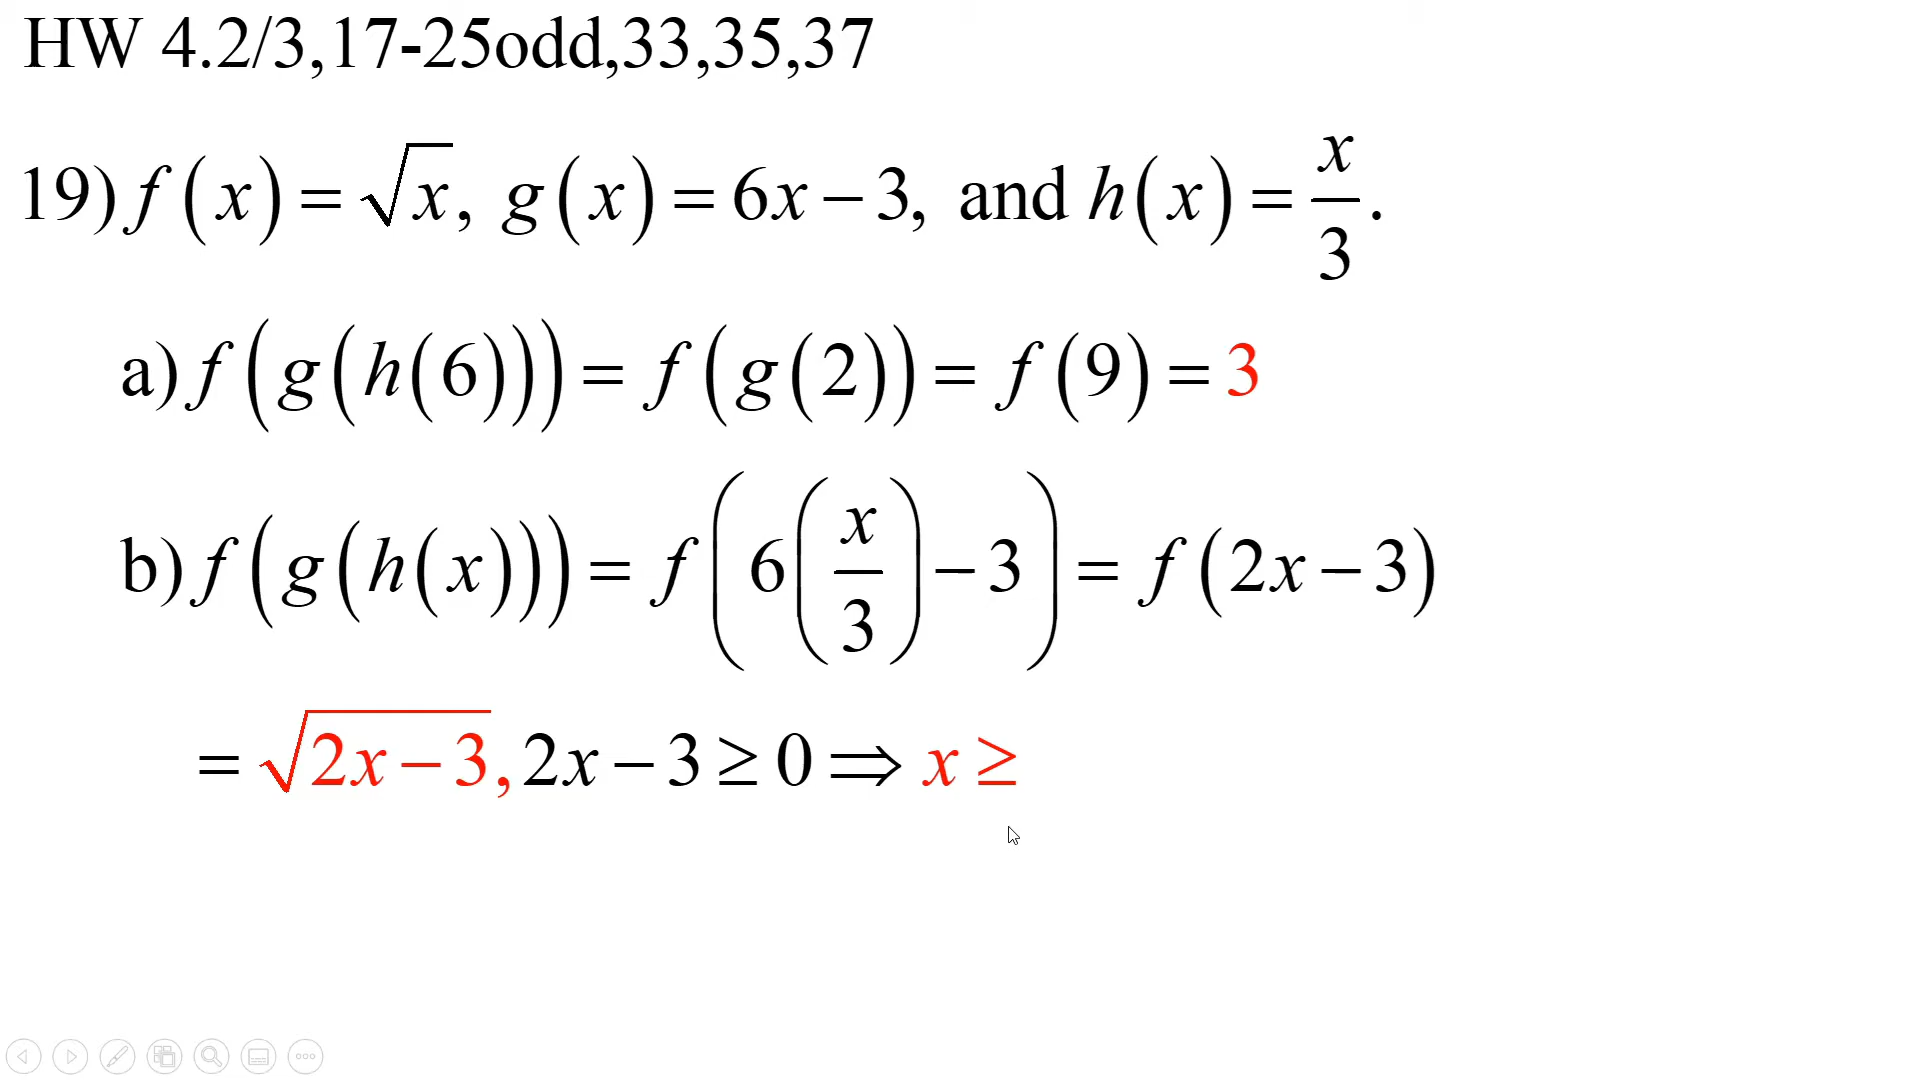 HW 4.2/3,17-25odd,33,35,37
19) f(x) = √x, g(x) = 6x − 3, and h(x) = x/3.
a) f(g(h(6))) = f(g(2)) = f(9) = 3
b) f(g(h(x))) = f(6(x/3) − 3) = f(2x − 3)
= √(2x − 3), 2x − 3 ≥ 0 ⇒ x ≥